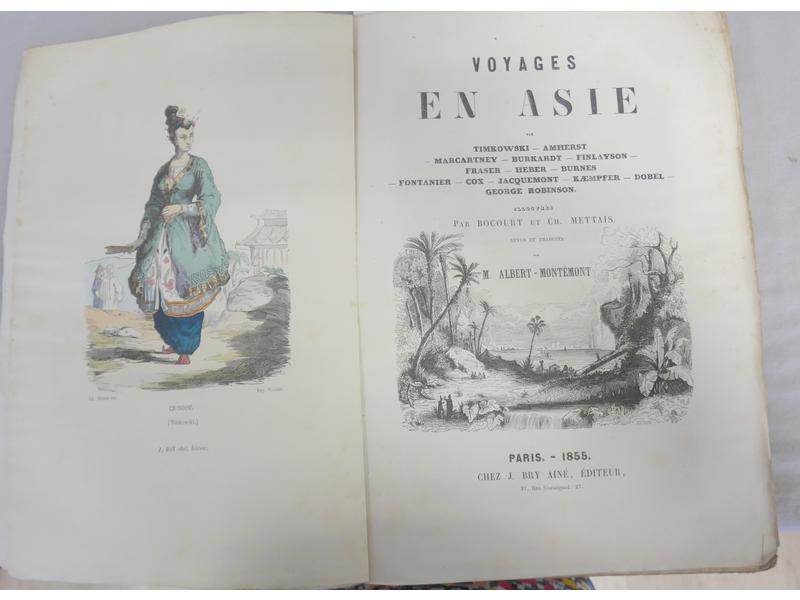 CHINOISE.
(Timkowski.)
J. BRY aîné, Éditeur.
VOYAGES
EN ASIE
PAR
TIMKOWSKI — AMHERST
— MARCARTNEY — BURKARDT — FINLAYSON —
FRASER — HEBER — BURNES
— FONTANIER — COX — JACQUEMONT — KÆMPFER — DOBEL —
GEORGE ROBINSON.
ILLUSTRÉS
PAR BOCOURT ET CH. METTAIS.
REVUS ET TRADUITS
PAR
M. ALBERT-MONTÉMONT
PARIS. - 1855.
CHEZ J. BRY AINÉ, ÉDITEUR,
27, Rue Guénégaud, 27.